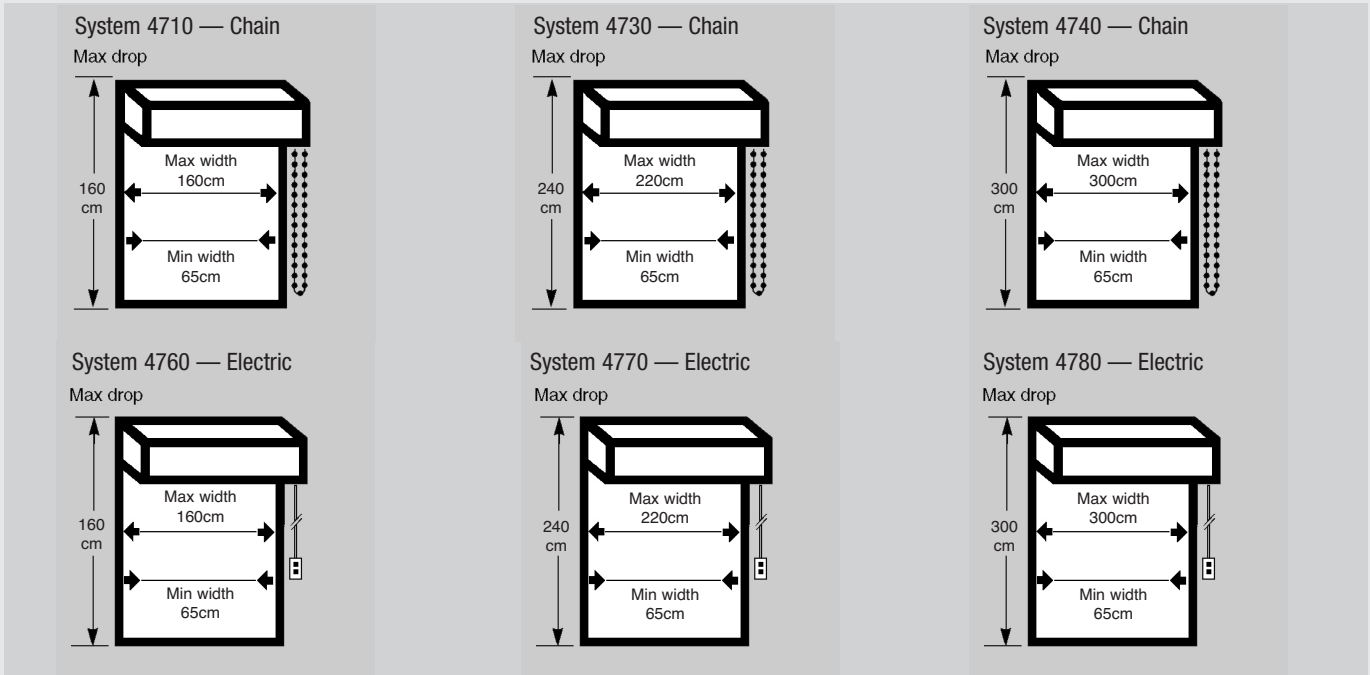 System 4710 — Chain
Max drop
160
cm
Max width
160cm
Min width
65cm
System 4730 — Chain
Max drop
240
cm
Max width
220cm
Min width
65cm
System 4740 — Chain
Max drop
300
cm
Max width
300cm
Min width
65cm
System 4760 — Electric
Max drop
160
cm
Max width
160cm
Min width
65cm
System 4770 — Electric
Max drop
240
cm
Max width
220cm
Min width
65cm
System 4780 — Electric
Max drop
300
cm
Max width
300cm
Min width
65cm